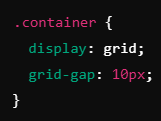 .container {
  display: grid;
  grid-gap: 10px;
}